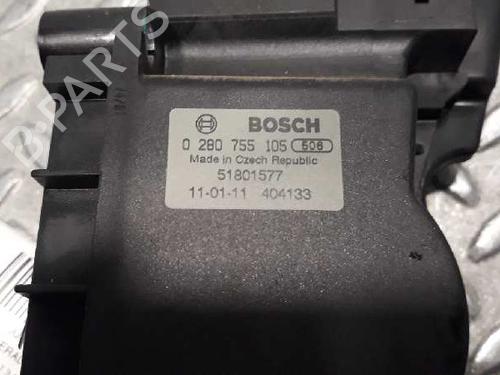 B-PARTS
BOSCH
0 280 755 105 506
Made in Czech Republic
51801577
11-01-11 404133